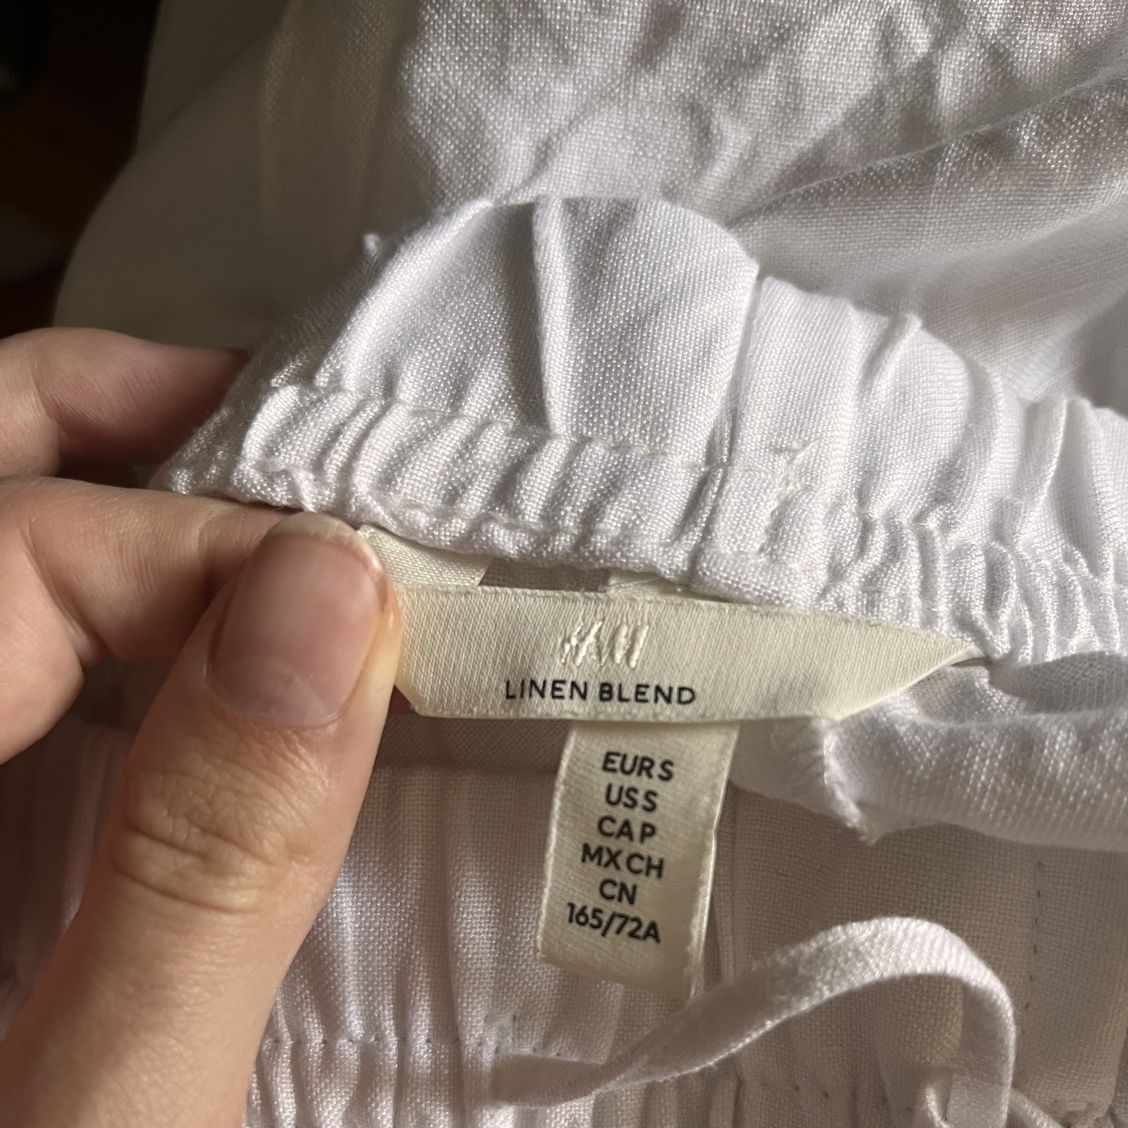 H&M
LINEN BLEND
EUR S
US S
CA P
MX CH
CN
165/72A